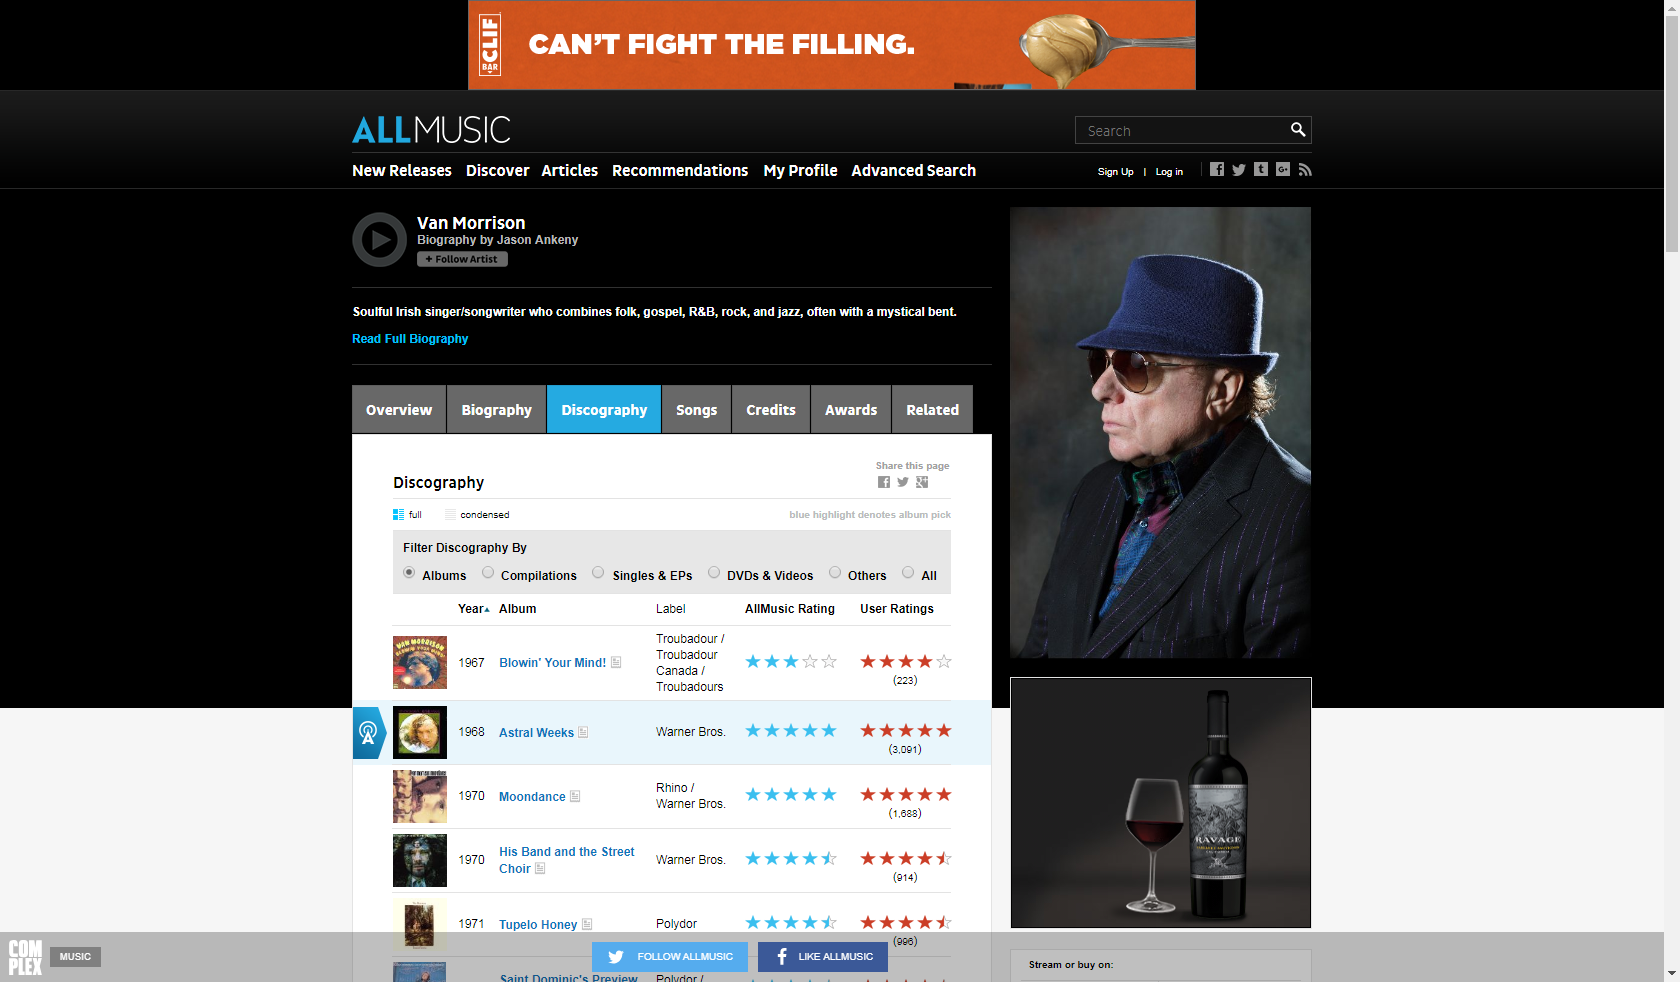 CLIF
BAR
CAN'T FIGHT THE FILLING.
ALLMUSIC
Search
New Releases Discover Articles Recommendations My Profile Advanced Search
Sign Up | Log in
Van Morrison
Biography by Jason Ankeny
+ Follow Artist
Soulful Irish singer/songwriter who combines folk, gospel, R&B, rock, and jazz, often with a mystical bent.
Read Full Biography
Overview Biography Discography Songs Credits Awards Related
Share this page
Discography
full condensed blue highlight denotes album pick
Filter Discography By
Albums Compilations Singles & EPs DVDs & Videos Others All
Year Album Label AllMusic Rating User Ratings
VAN MORRISON
BLOWIN' YOUR MIND!
1967 Blowin' Your Mind!
Troubadour /
Troubadour
Canada /
Troubadours
(223)
1968 Astral Weeks Warner Bros.
(3,091)
1970 Moondance
Rhino /
Warner Bros.
(1,688)
1970 His Band and the Street
Choir
Warner Bros.
(914)
1971 Tupelo Honey Polydor
(996)
Saint Dominic's Preview Polydor /
RAVAGE
COMPLEX
MUSIC
FOLLOW ALLMUSIC
LIKE ALLMUSIC
Stream or buy on: